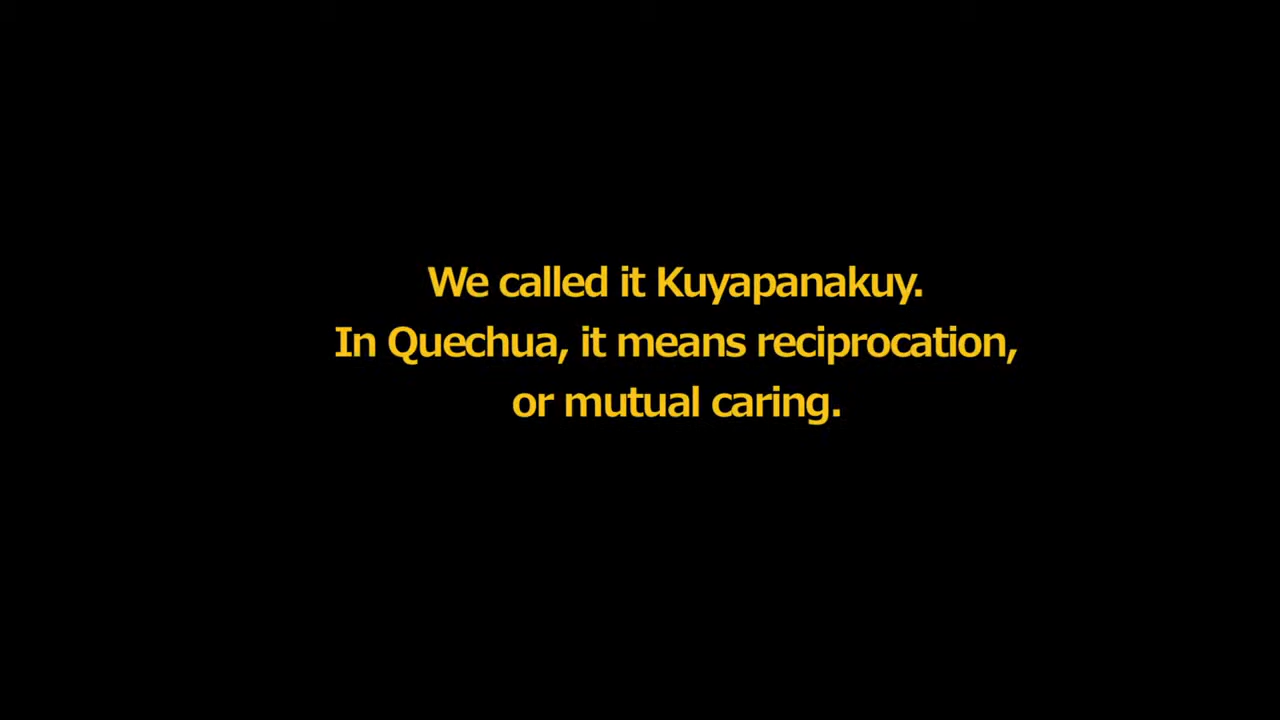 We called it Kuyapanakuy.
In Quechua, it means reciprocation,
or mutual caring.